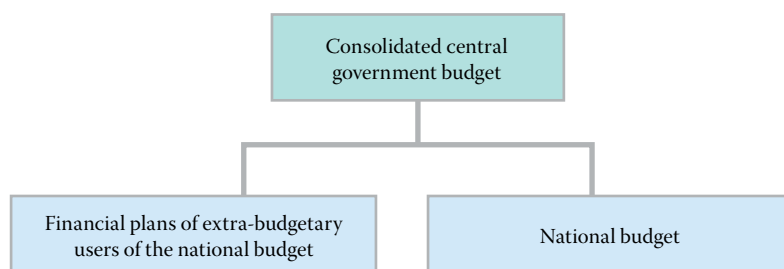 Consolidated central
government budget
Financial plans of extra-budgetary
users of the national budget
National budget